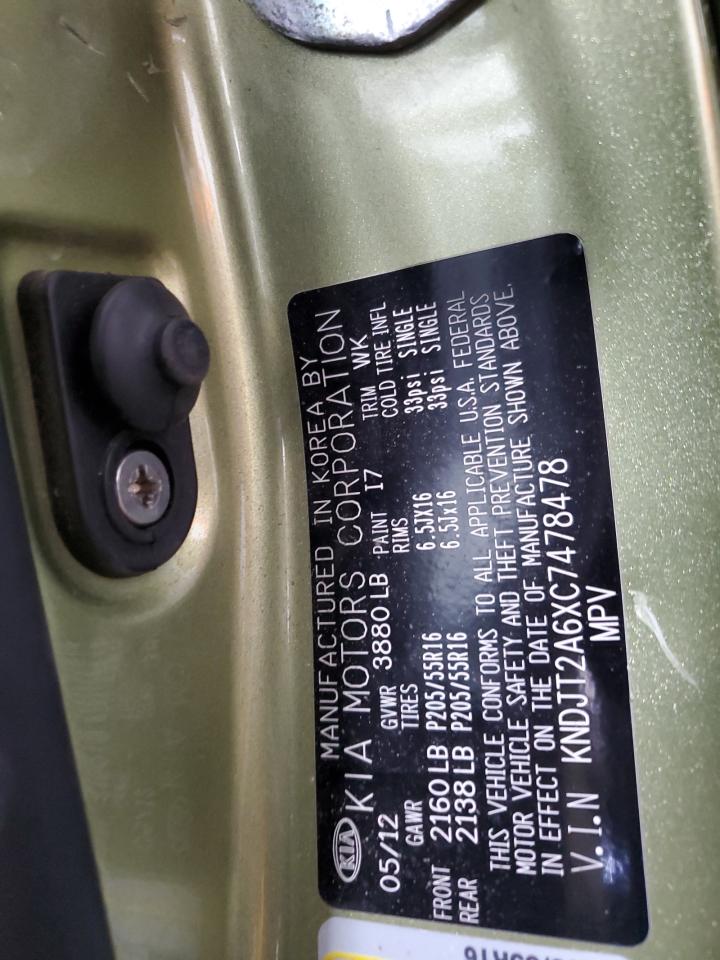 MANUFACTURED IN KOREA BY
KIA KIA MOTORS CORPORATION
05/12 GVWR 3880 LB PAINT I7 TRIM WK
GAWR TIRES RIMS COLD TIRE INFL
FRONT 2160 LB P205/55R16 6.5JX16 33psi SINGLE
REAR 2138 LB P205/55R16 6.5Jx16 33psi SINGLE
THIS VEHICLE CONFORMS TO ALL APPLICABLE U.S.A. FEDERAL
MOTOR VEHICLE SAFETY AND THEFT PREVENTION STANDARDS
IN EFFECT ON THE DATE OF MANUFACTURE SHOWN ABOVE.
V.I.N KNDJT2A6XC7478478
MPV